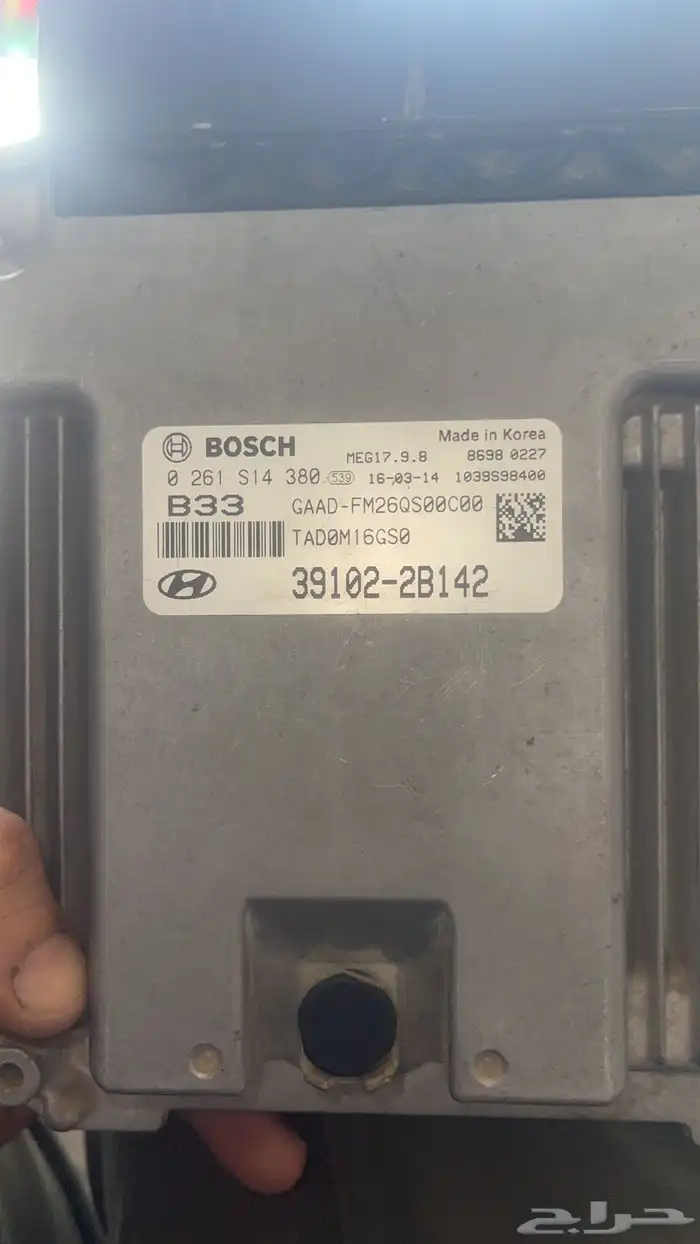 BOSCH
Made in Korea
MEG17.9.8 8698 0227
0 261 S14 380 539 16-03-14 1039S98400
B33 GAAD-FM26QS00C00
TAD0M16GS0
39102-2B142
حراج